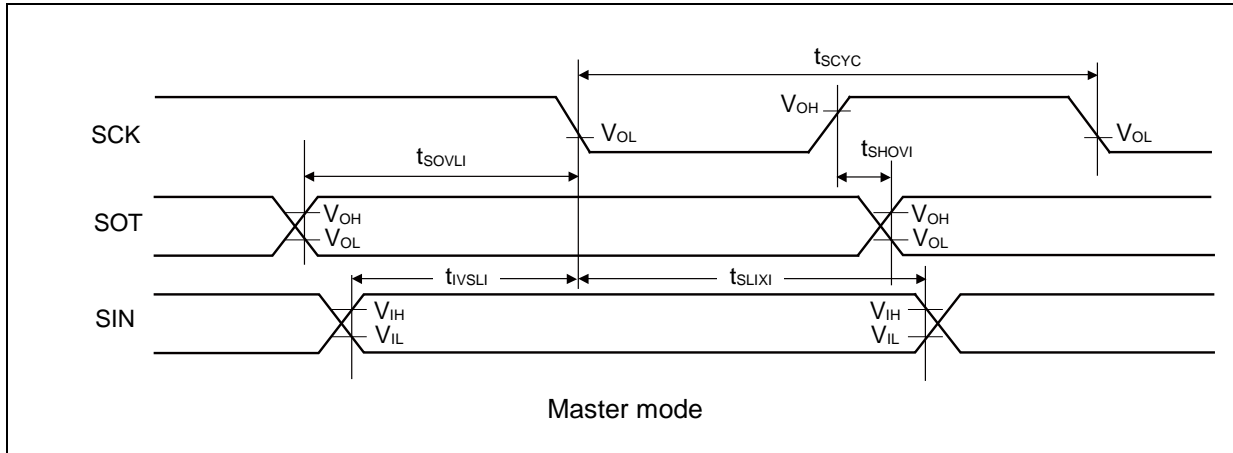 tSCYC
SCK
VOH
VOL
VOL
tSOVLI
tSHOVI
SOT
VOH
VOL
VOH
VOL
tIVSLI
tSLIXI
SIN
VIH
VIL
VIH
VIL
Master mode